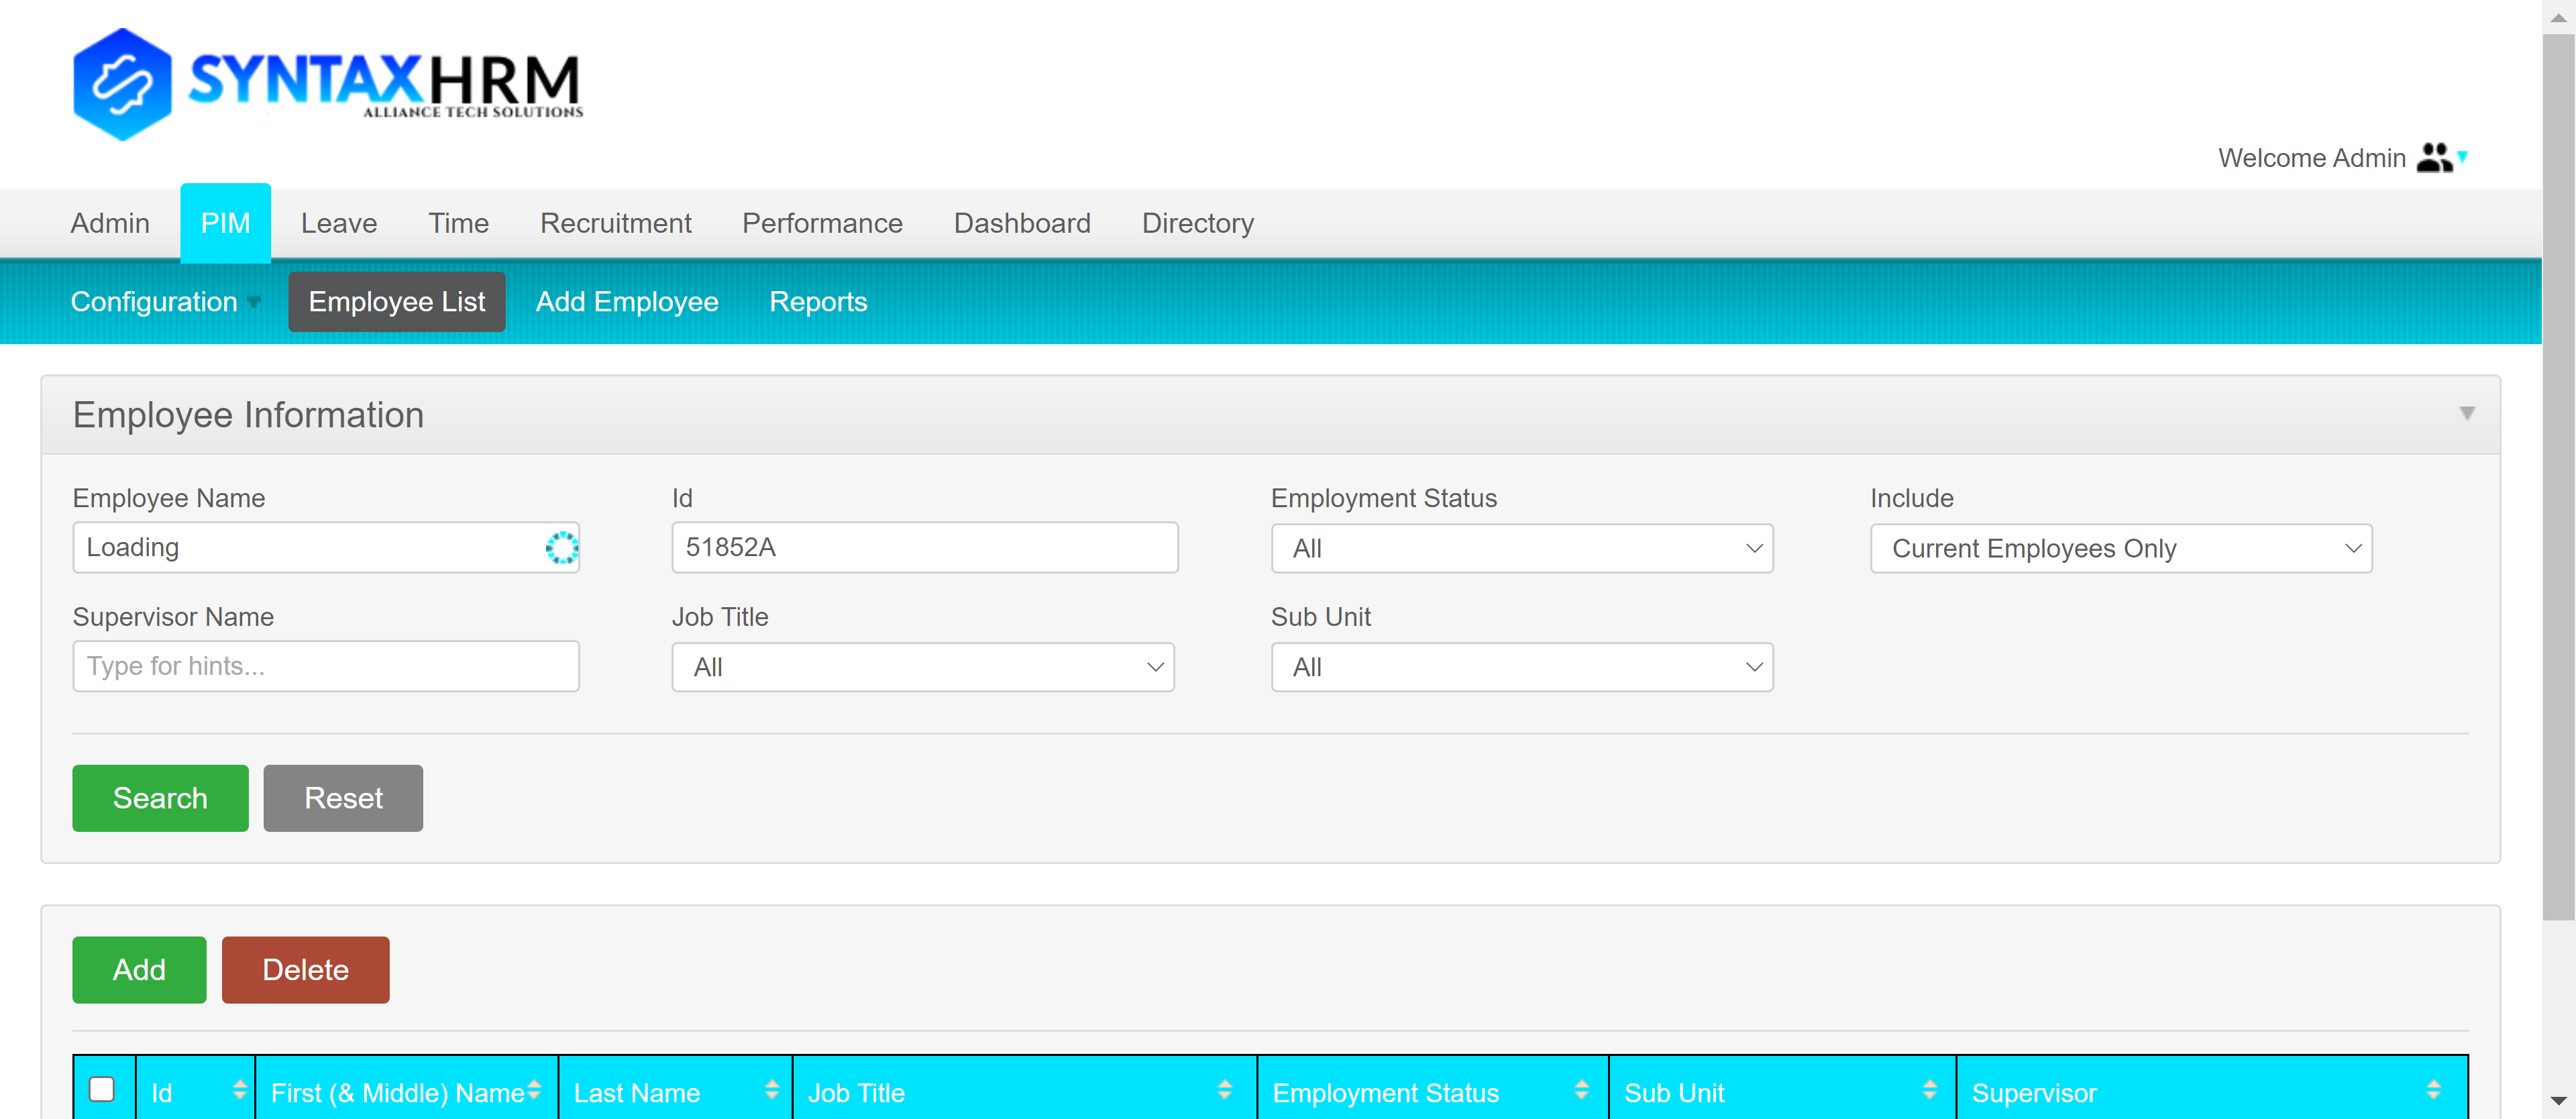 SYNTAXHRM
ALLIANCE TECH SOLUTIONS
Welcome Admin
Admin PIM Leave Time Recruitment Performance Dashboard Directory
Configuration Employee List Add Employee Reports
Employee Information
Employee Name Id Employment Status Include
Loading 51852A All Current Employees Only
Supervisor Name Job Title Sub Unit
Type for hints... All All
Search Reset
Add Delete
Id First (& Middle) Name Last Name Job Title Employment Status Sub Unit Supervisor